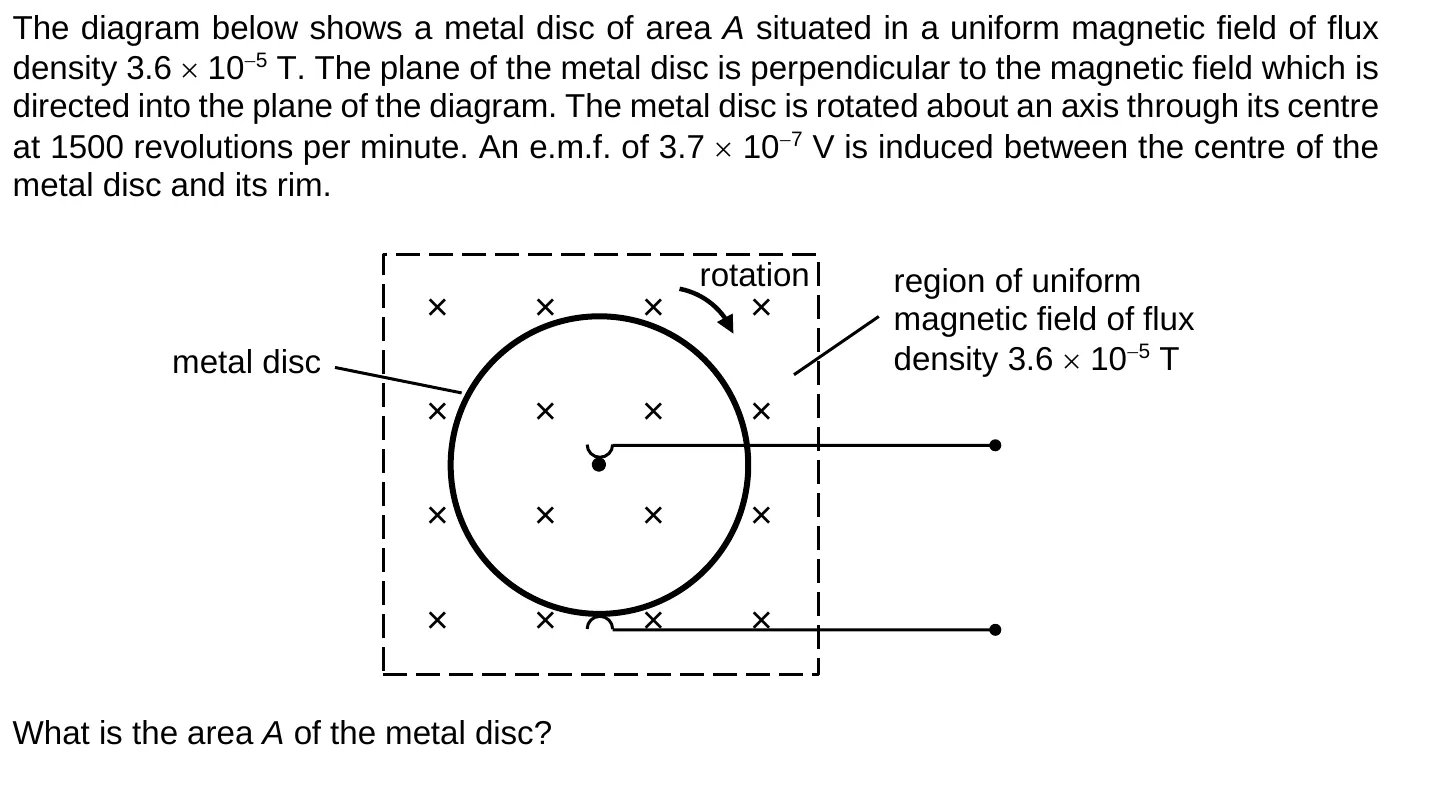 The diagram below shows a metal disc of area A situated in a uniform magnetic field of flux
density 3.6 × 10⁻⁵ T. The plane of the metal disc is perpendicular to the magnetic field which is
directed into the plane of the diagram. The metal disc is rotated about an axis through its centre
at 1500 revolutions per minute. An e.m.f. of 3.7 × 10⁻⁷ V is induced between the centre of the
metal disc and its rim.
rotation
region of uniform
magnetic field of flux
density 3.6 × 10⁻⁵ T
metal disc
What is the area A of the metal disc?